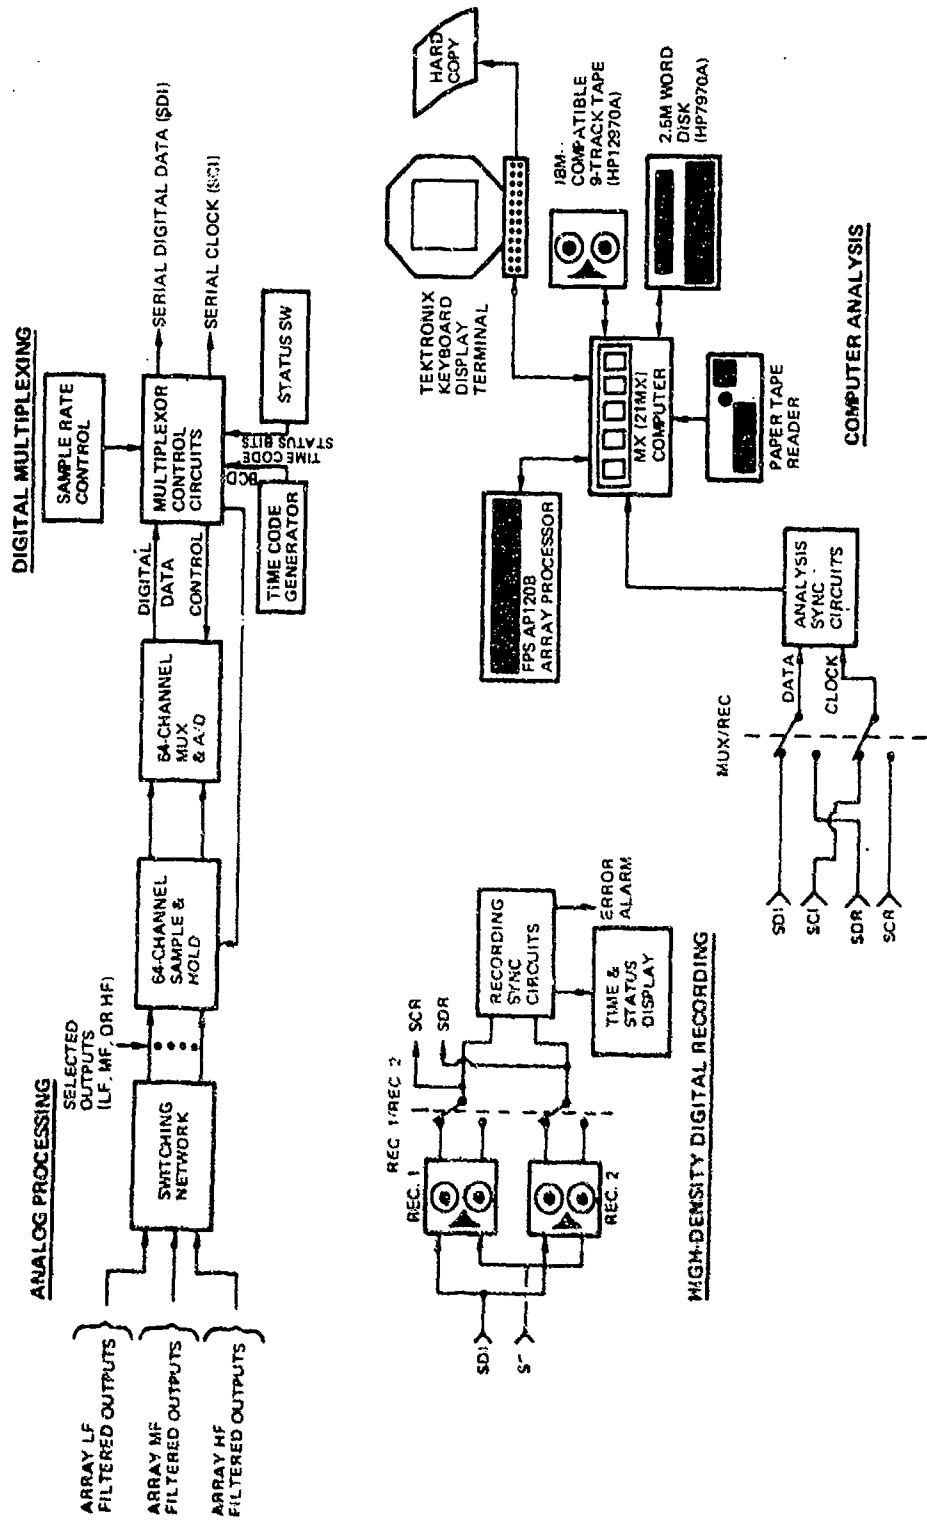 ANALOG PROCESSING
ARRAY LF
FILTERED OUTPUTS
ARRAY MF
FILTERED OUTPUTS
ARRAY HF
FILTERED OUTPUTS
SWITCHING
NETWORK
SELECTED
OUTPUTS
(LF, MF, OR HF)
64-CHANNEL
SAMPLE &
HOLD
64-CHANNEL
MUX
& A/D
DIGITAL MULTIPLEXING
DIGITAL
DATA
CONTROL
SAMPLE RATE
CONTROL
MULTIPLEXOR
CONTROL
CIRCUITS
BCD
TIME CODE
STATUS BITS
TIME CODE
GENERATOR
STATUS SW
SERIAL DIGITAL DATA (SDI)
SERIAL CLOCK (SCI)
SDI
REC. 1
REC. 2
REC 1/REC 2
SCR
SDR
RECORDING
SYNC
CIRCUITS
ERROR
ALARM
TIME &
STATUS
DISPLAY
HIGH-DENSITY DIGITAL RECORDING
SDI
SCI
SDR
SCR
MUX/REC
DATA
CLOCK
ANALYSIS
SYNC
CIRCUITS
FPS AP120B
ARRAY PROCESSOR
MX (21MX)
COMPUTER
PAPER TAPE
READER
TEKTRONIX
KEYBOARD
DISPLAY
TERMINAL
HARD
COPY
IBM-
COMPATIBLE
9-TRACK TAPE
(HP12970A)
2.5M WORD
DISK
(HP7970A)
COMPUTER ANALYSIS